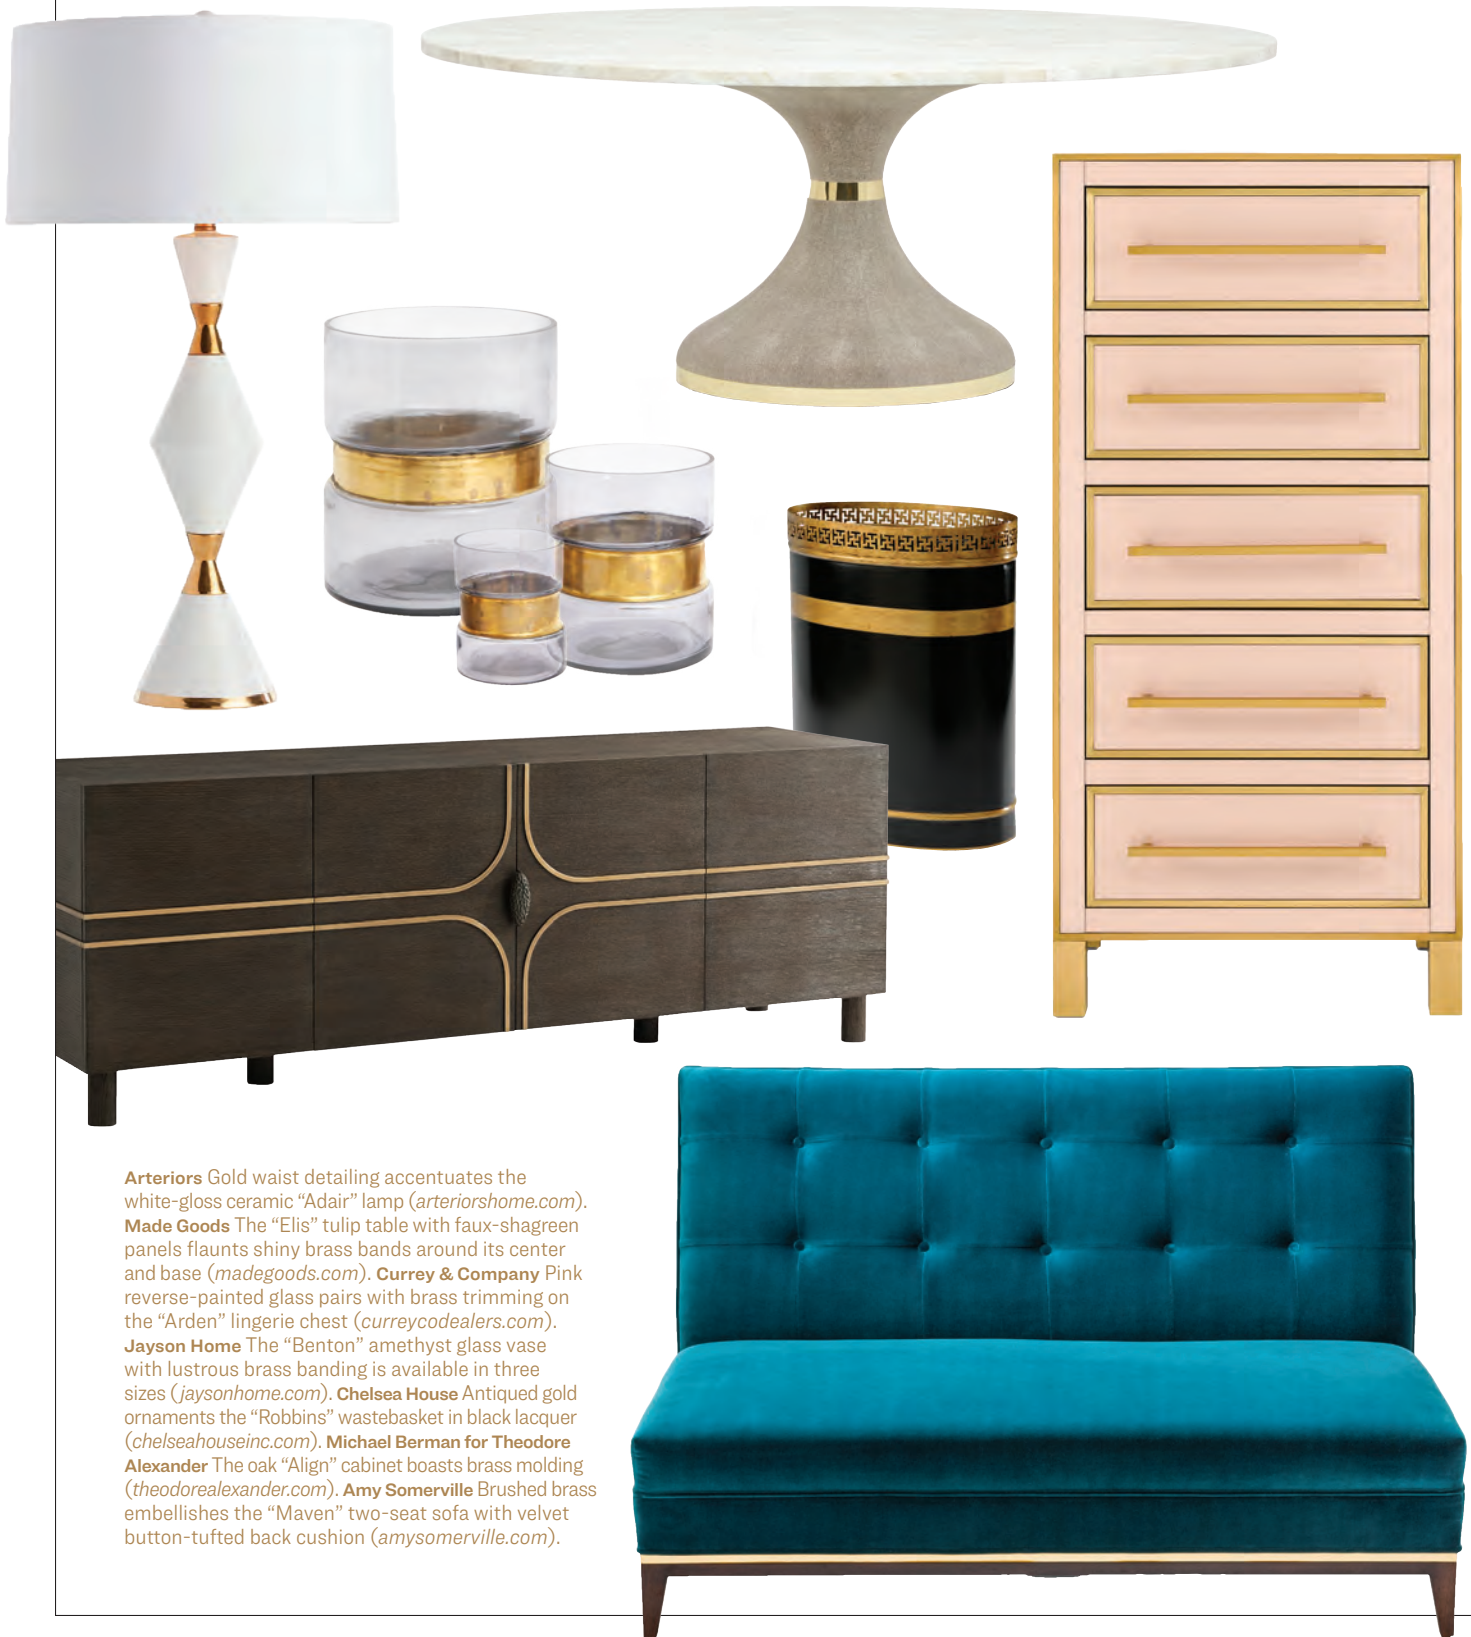 Arteriors Gold waist detailing accentuates the
white-gloss ceramic “Adair” lamp (arteriorshome.com).
Made Goods The “Elis” tulip table with faux-shagreen
panels flaunts shiny brass bands around its center
and base (madegoods.com). Currey & Company Pink
reverse-painted glass pairs with brass trimming on
the “Arden” lingerie chest (curreycodealers.com).
Jayson Home The “Benton” amethyst glass vase
with lustrous brass banding is available in three
sizes (jaysonhome.com). Chelsea House Antiqued gold
ornaments the “Robbins” wastebasket in black lacquer
(chelseahouseinc.com). Michael Berman for Theodore
Alexander The oak “Align” cabinet boasts brass molding
(theodorealexander.com). Amy Somerville Brushed brass
embellishes the “Maven” two-seat sofa with velvet
button-tufted back cushion (amysomerville.com).